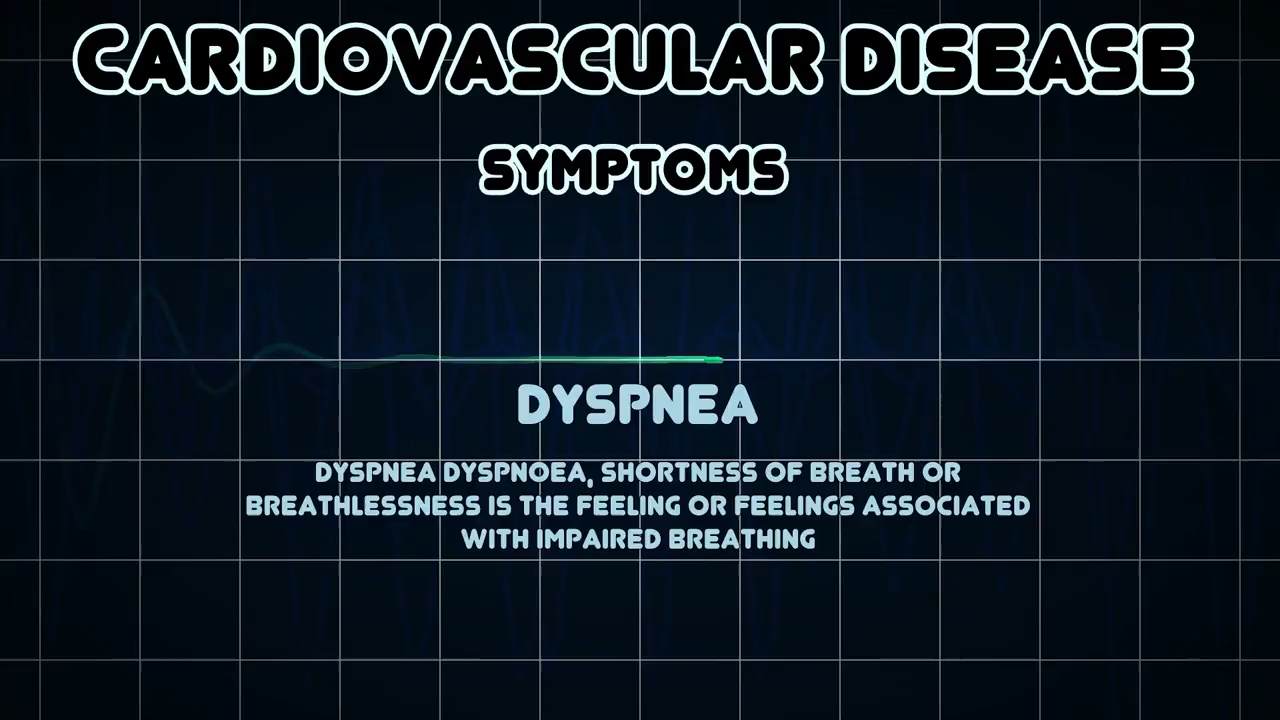 CARDIOVASCULAR DISEASE
SYMPTOMS
DYSPNEA
DYSPNEA DYSPNOEA, SHORTNESS OF BREATH OR
BREATHLESSNESS IS THE FEELING OR FEELINGS ASSOCIATED
WITH IMPAIRED BREATHING